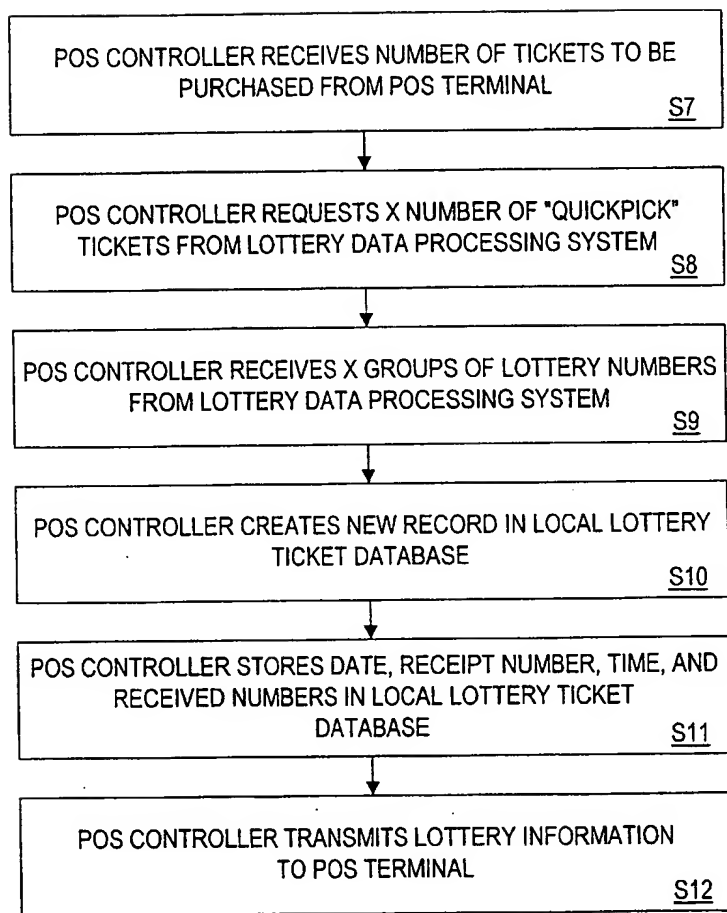 POS CONTROLLER RECEIVES NUMBER OF TICKETS TO BE
PURCHASED FROM POS TERMINAL
S7
POS CONTROLLER REQUESTS X NUMBER OF "QUICKPICK"
TICKETS FROM LOTTERY DATA PROCESSING SYSTEM
S8
POS CONTROLLER RECEIVES X GROUPS OF LOTTERY NUMBERS
FROM LOTTERY DATA PROCESSING SYSTEM
S9
POS CONTROLLER CREATES NEW RECORD IN LOCAL LOTTERY
TICKET DATABASE
S10
POS CONTROLLER STORES DATE, RECEIPT NUMBER, TIME, AND
RECEIVED NUMBERS IN LOCAL LOTTERY TICKET
DATABASE
S11
POS CONTROLLER TRANSMITS LOTTERY INFORMATION
TO POS TERMINAL
S12